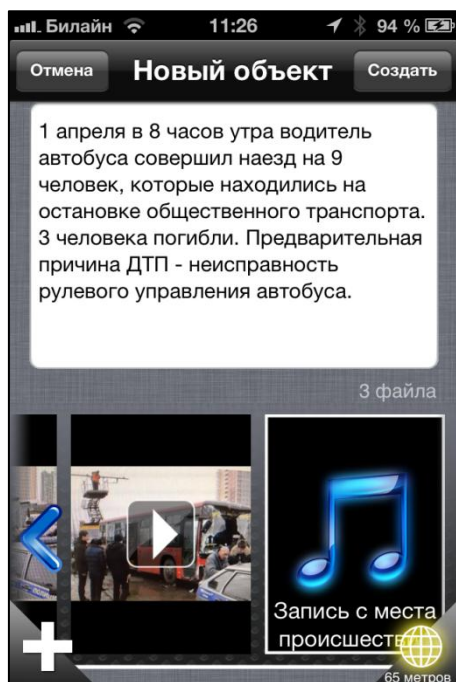 Билайн 11:26 94 %
Отмена Новый объект Создать
1 апреля в 8 часов утра водитель
автобуса совершил наезд на 9
человек, которые находились на
остановке общественного транспорта.
3 человека погибли. Предварительная
причина ДТП - неисправность
рулевого управления автобуса.
3 файла
Запись с места
65 метров